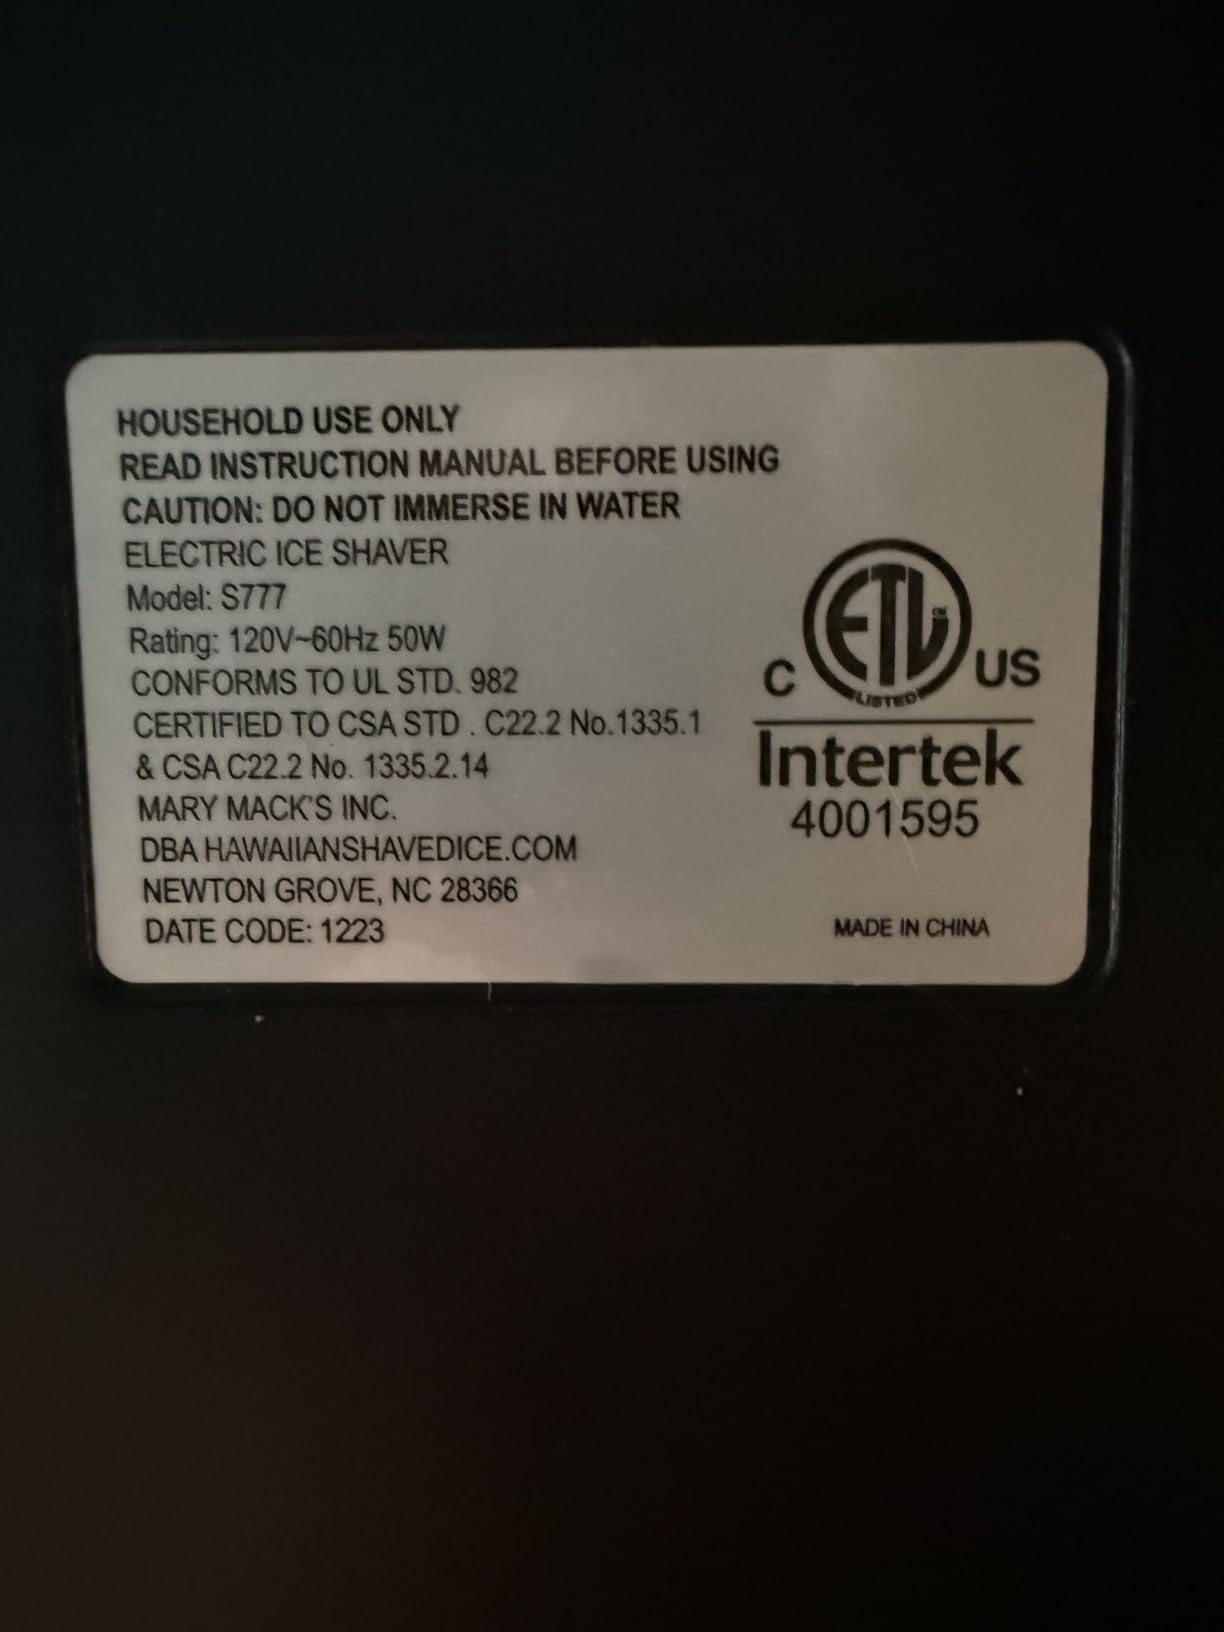 HOUSEHOLD USE ONLY
READ INSTRUCTION MANUAL BEFORE USING
CAUTION: DO NOT IMMERSE IN WATER
ELECTRIC ICE SHAVER
Model: S777
Rating: 120V~60Hz 50W
CONFORMS TO UL STD. 982
CERTIFIED TO CSA STD . C22.2 No.1335.1
& CSA C22.2 No. 1335.2.14
MARY MACK'S INC.
DBA HAWAIIANSHAVEDICE.COM
NEWTON GROVE, NC 28366
DATE CODE: 1223
ETL
CM
LISTED
C US
Intertek
4001595
MADE IN CHINA